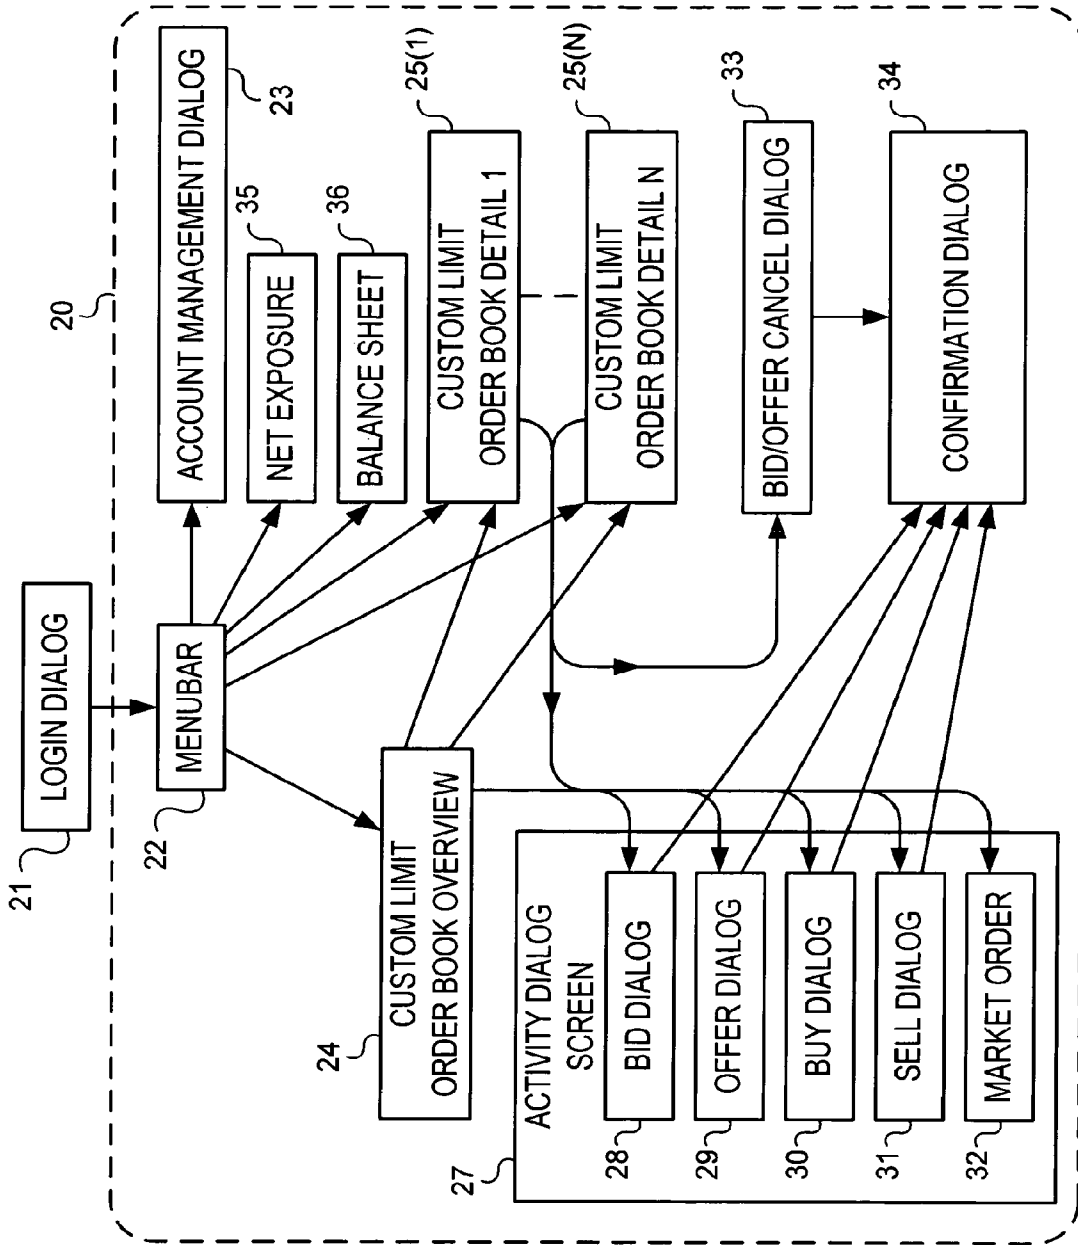 20
LOGIN DIALOG
21
MENUBAR
22
ACCOUNT MANAGEMENT DIALOG
23
NET EXPOSURE
35
BALANCE SHEET
36
CUSTOM LIMIT
ORDER BOOK DETAIL 1
25(1)
CUSTOM LIMIT
ORDER BOOK DETAIL N
25(N)
CUSTOM LIMIT
ORDER BOOK OVERVIEW
24
BID/OFFER CANCEL DIALOG
33
CONFIRMATION DIALOG
34
ACTIVITY DIALOG
SCREEN
27
BID DIALOG
28
OFFER DIALOG
29
BUY DIALOG
30
SELL DIALOG
31
MARKET ORDER
32